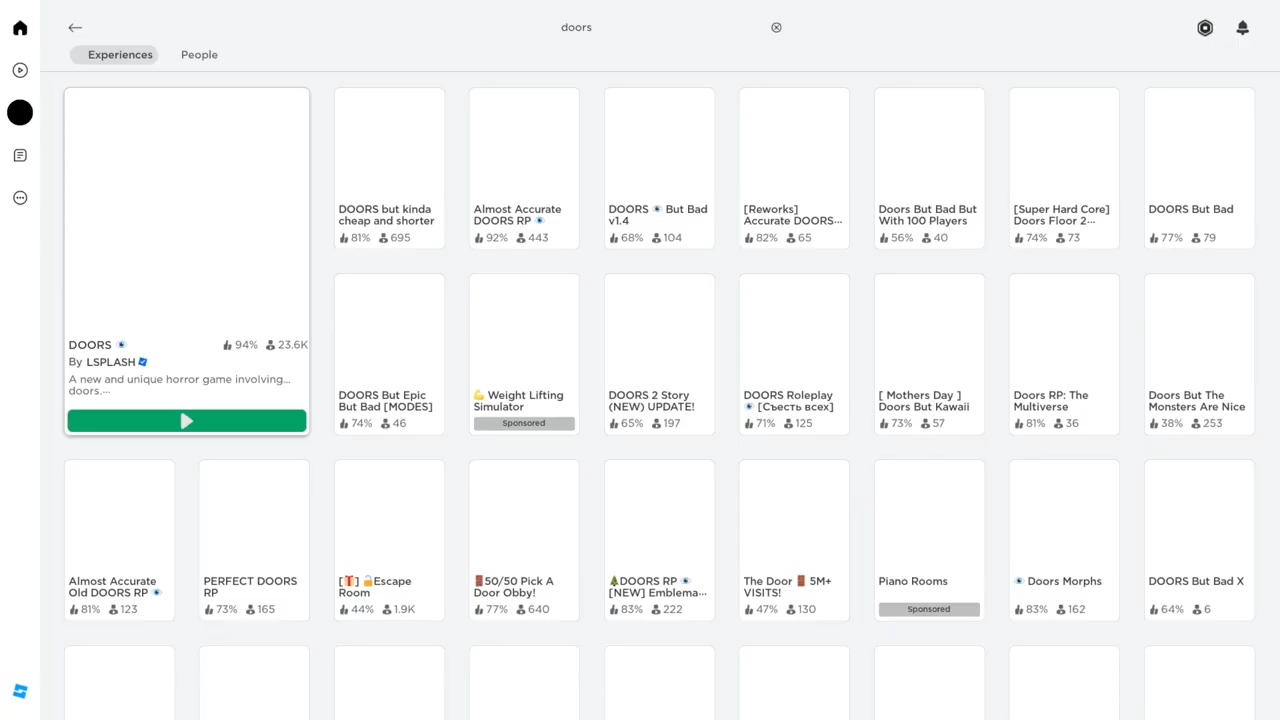 doors
Experiences People
DOORS 👁
94% 23.6K
By LSPLASH
A new and unique horror game involving...
doors.…
DOORS but kinda
cheap and shorter
81% 695
Almost Accurate
DOORS RP 👁
92% 443
DOORS 👁 But Bad
v1.4
68% 104
[Reworks]
Accurate DOORS…
82% 65
Doors But Bad But
With 100 Players
56% 40
[Super Hard Core]
Doors Floor 2…
74% 73
DOORS But Bad
77% 79
DOORS But Epic
But Bad [MODES]
74% 46
💪 Weight Lifting
Simulator
Sponsored
DOORS 2 Story
(NEW) UPDATE!
65% 197
DOORS Roleplay
👁 [Съесть всех]
71% 125
[ Mothers Day ]
Doors But Kawaii
73% 57
Doors RP: The
Multiverse
81% 36
Doors But The
Monsters Are Nice
38% 253
Almost Accurate
Old DOORS RP 👁
81% 123
PERFECT DOORS
RP
73% 165
[🎁] 🔓Escape
Room
44% 1.9K
🚪50/50 Pick A
Door Obby!
77% 640
🌲DOORS RP 👁
[NEW] Emblema…
83% 222
The Door 🚪 5M+
VISITS!
47% 130
Piano Rooms
Sponsored
👁 Doors Morphs
83% 162
DOORS But Bad X
64% 6